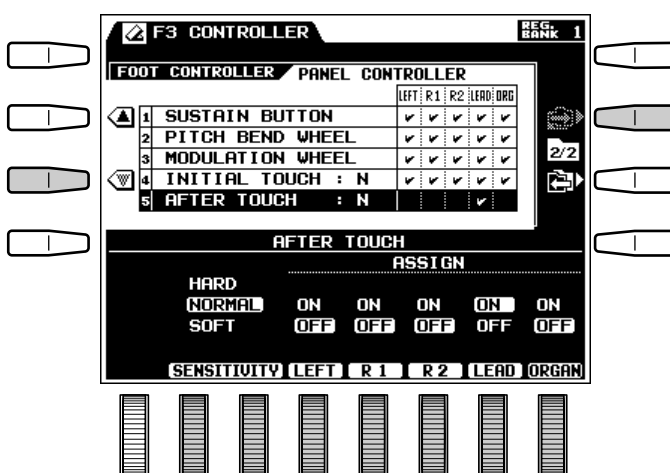 F3 CONTROLLER REG. BANK 1
FOOT CONTROLLER PANEL CONTROLLER
LEFT R1 R2 LEAD ORG
1 SUSTAIN BUTTON
2 PITCH BEND WHEEL
2/2
3 MODULATION WHEEL
4 INITIAL TOUCH : N
5 AFTER TOUCH : N
AFTER TOUCH
ASSIGN
HARD
NORMAL ON ON ON ON ON
SOFT OFF OFF OFF OFF OFF
SENSITIVITY LEFT R 1 R 2 LEAD ORGAN